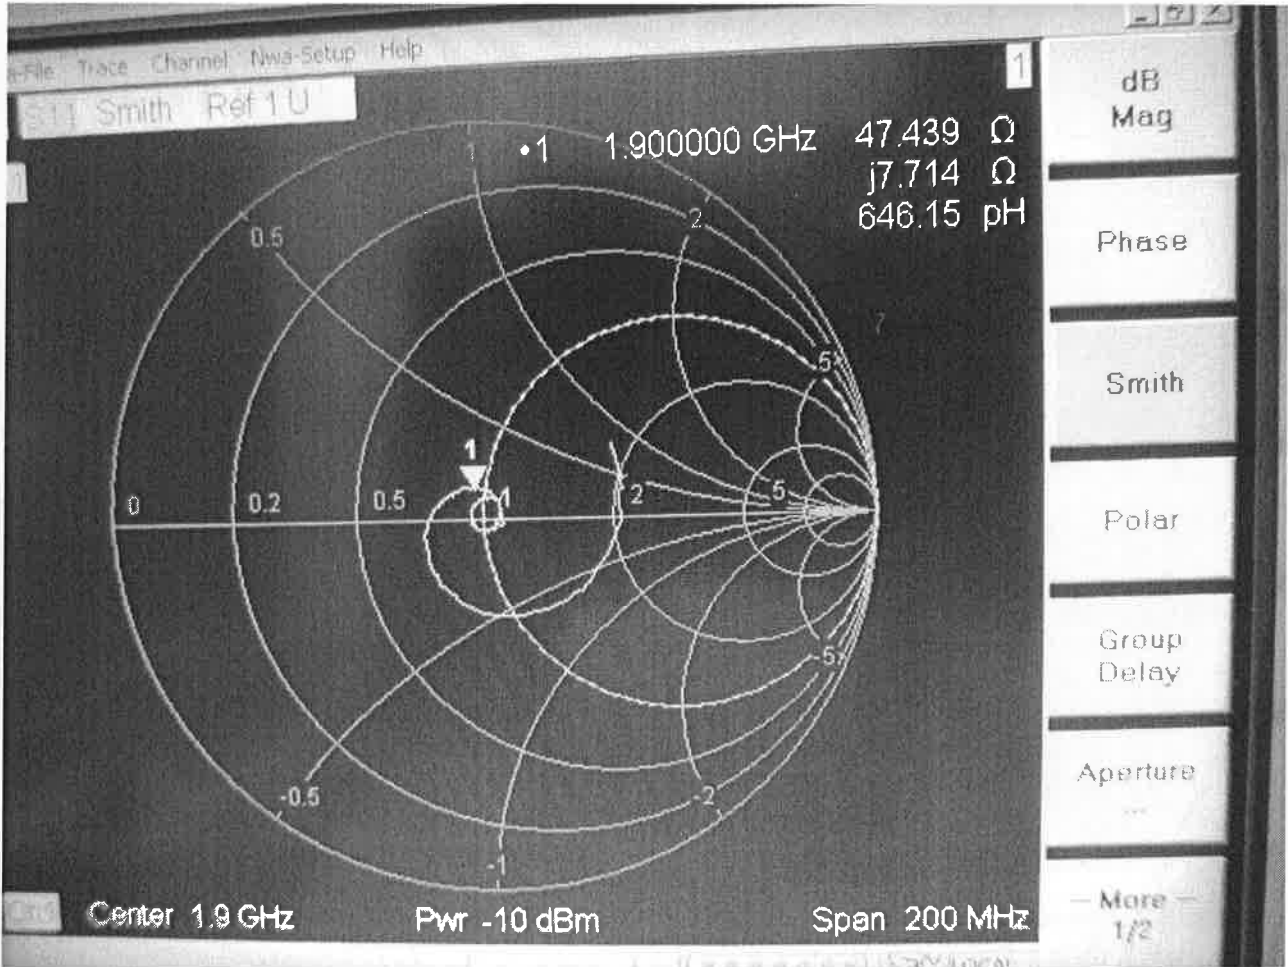 File Trace Channel Nwa-Setup Help
S11 Smith Ref 1 U
1
•1 1.900000 GHz 47.439 Ω
j7.714 Ω
646.15 pH
1
2
0.5
5
1
0
0.2
0.5
1
2
5
-5
-0.5
-2
-1
Center 1.9 GHz Pwr -10 dBm Span 200 MHz
dB
Mag
Phase
Smith
Polar
Group
Delay
Aperture
...
— More —
1/2